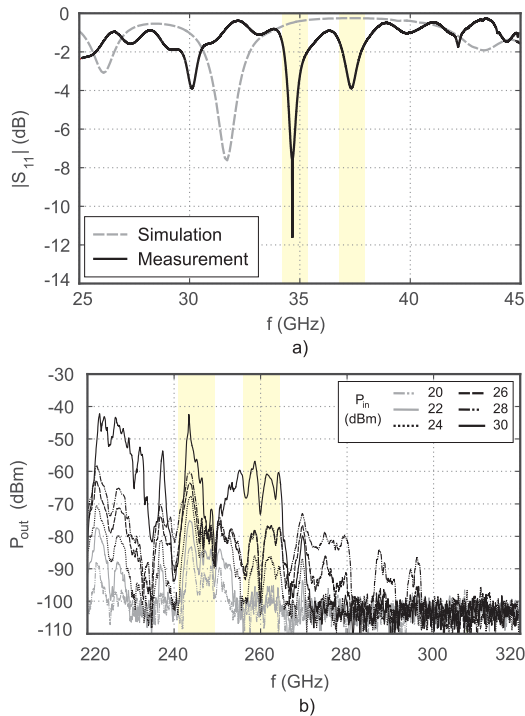 0
-2
-4
-6
-8
-10
-12
-14
|S11| (dB)
Simulation
Measurement
25 30 35 40 45
f (GHz)
a)
-30
-40
-50
-60
-70
-80
-90
-100
-110
Pout (dBm)
Pin
(dBm)
20 26
22 28
24 30
220 240 260 280 300 320
f (GHz)
b)